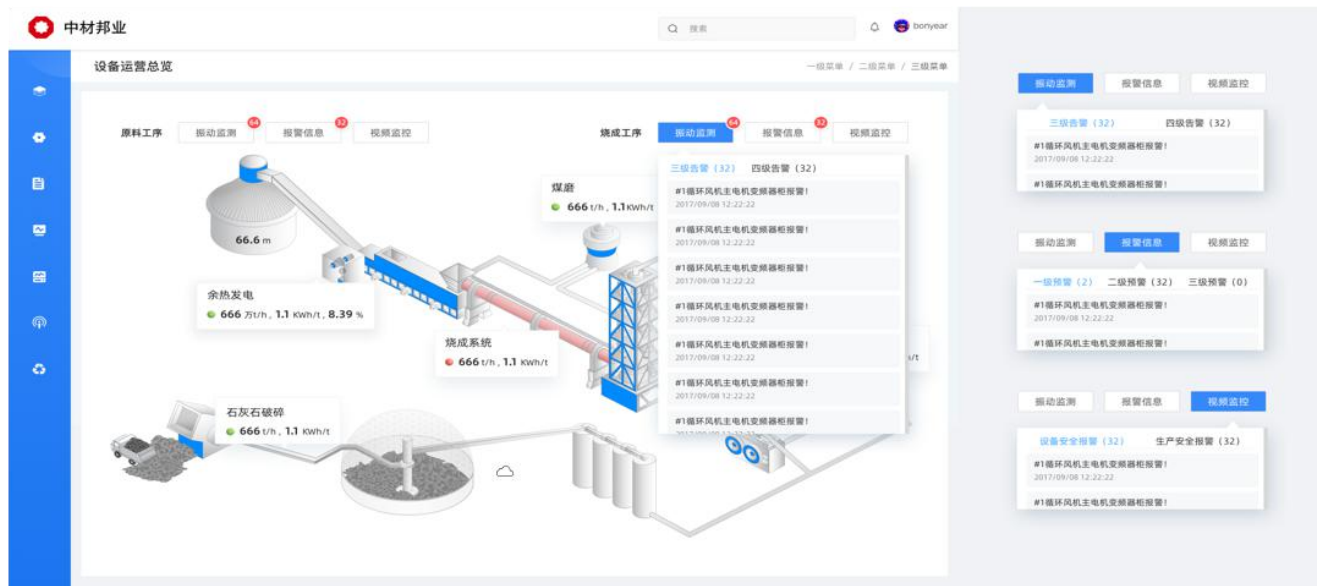 中材邦业
搜索
bonyear
设备运营总览
一级菜单 / 二级菜单 / 三级菜单
原料工序
振动监测
64
报警信息
32
视频监控
烧成工序
振动监测
64
报警信息
32
视频监控
三级告警（32）
四级告警（32）
#1循环风机主电机变频器柜报警!
2017/09/08 12:22:22
#1循环风机主电机变频器柜报警!
2017/09/08 12:22:22
#1循环风机主电机变频器柜报警!
2017/09/08 12:22:22
#1循环风机主电机变频器柜报警!
2017/09/08 12:22:22
#1循环风机主电机变频器柜报警!
2017/09/08 12:22:22
#1循环风机主电机变频器柜报警!
2017/09/08 12:22:22
#1循环风机主电机变频器柜报警!
煤磨
666 t/h , 1.1 KWh/t
66.6 m
余热发电
666 万t/h , 1.1 KWh/t , 8.39 %
烧成系统
666 t/h , 1.1 KWh/t
石灰石破碎
666 t/h , 1.1 KWh/t
振动监测
报警信息
视频监控
三级告警（32）
四级告警（32）
#1循环风机主电机变频器柜报警!
2017/09/08 12:22:22
#1循环风机主电机变频器柜报警!
振动监测
报警信息
视频监控
一级预警（2）
二级预警（32）
三级预警（0）
#1循环风机主电机变频器柜报警!
2017/09/08 12:22:22
#1循环风机主电机变频器柜报警!
振动监测
报警信息
视频监控
设备安全报警（32）
生产安全报警（32）
#1循环风机主电机变频器柜报警!
2017/09/08 12:22:22
#1循环风机主电机变频器柜报警!